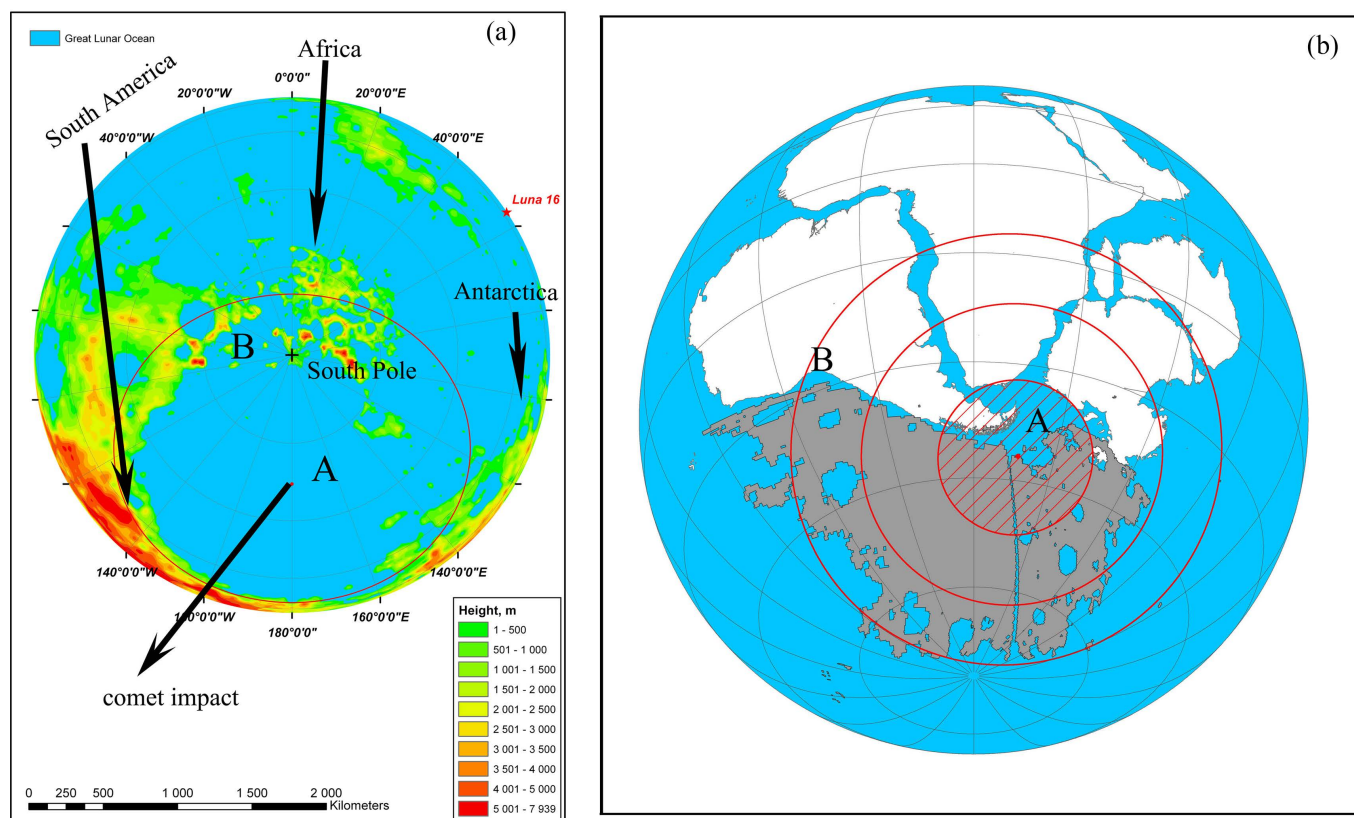 (a)
Great Lunar Ocean
Africa
South America
0°0'0"
20°0'0"W
20°0'0"E
40°0'0"W
40°0'0"E
Luna 16
Antarctica
B
South Pole
A
140°0'0"W
140°0'0"E
160°0'0"W
160°0'0"E
180°0'0"
comet impact
Height, m
1 - 500
501 - 1 000
1 001 - 1 500
1 501 - 2 000
2 001 - 2 500
2 501 - 3 000
3 001 - 3 500
3 501 - 4 000
4 001 - 5 000
5 001 - 7 939
0 250 500 1 000 1 500 2 000
Kilometers
(b)
B
A